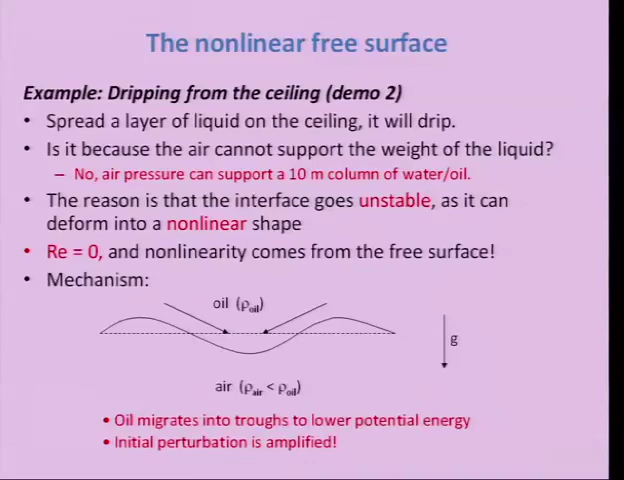 The nonlinear free surface
Example: Dripping from the ceiling (demo 2)
• Spread a layer of liquid on the ceiling, it will drip.
• Is it because the air cannot support the weight of the liquid?
– No, air pressure can support a 10 m column of water/oil.
• The reason is that the interface goes unstable, as it can
deform into a nonlinear shape
• Re = 0, and nonlinearity comes from the free surface!
• Mechanism:
oil (ρoil)
g
air (ρair < ρoil)
• Oil migrates into troughs to lower potential energy
• Initial perturbation is amplified!